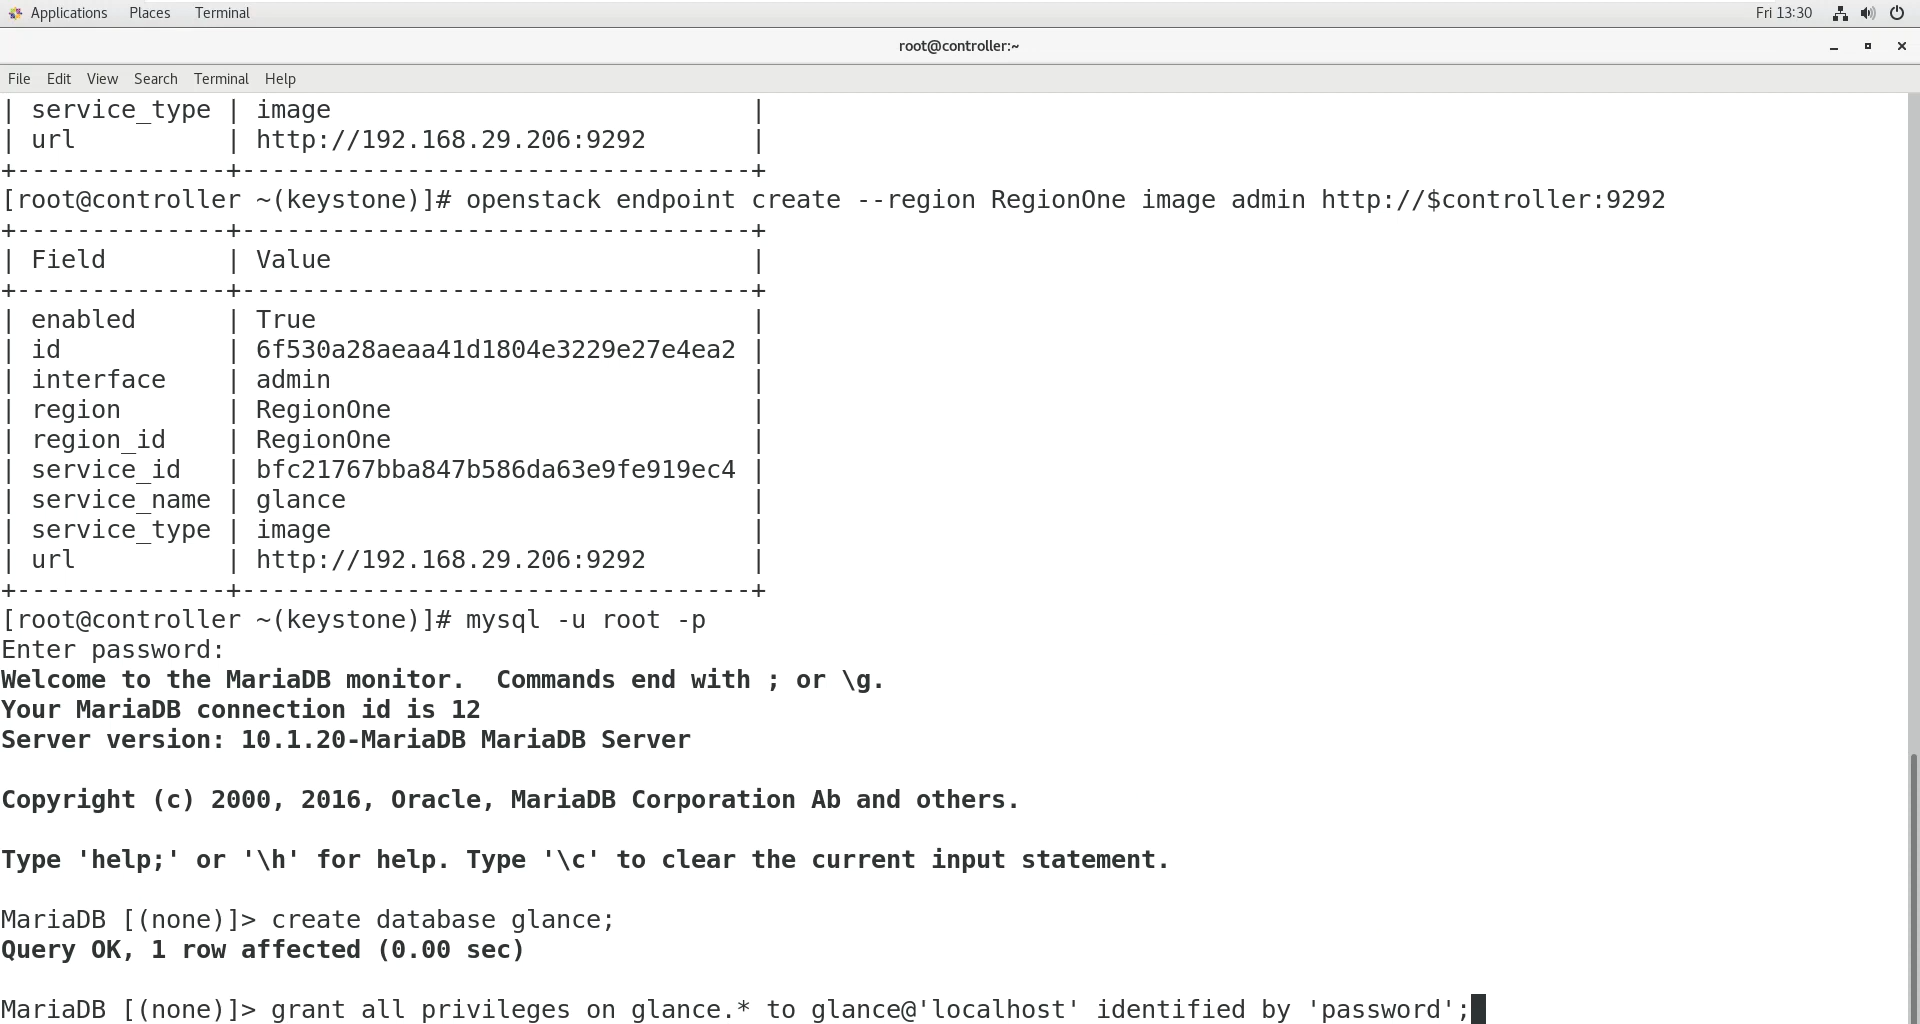 Applications Places Terminal Fri 13:30
root@controller:~
File Edit View Search Terminal Help
| service_type | image                            |
| url          | http://192.168.29.206:9292       |
+--------------+----------------------------------+
[root@controller ~(keystone)]# openstack endpoint create --region RegionOne image admin http://$controller:9292
+--------------+----------------------------------+
| Field        | Value                            |
+--------------+----------------------------------+
| enabled      | True                             |
| id           | 6f530a28aeaa41d1804e3229e27e4ea2 |
| interface    | admin                            |
| region       | RegionOne                        |
| region_id    | RegionOne                        |
| service_id   | bfc21767bba847b586da63e9fe919ec4 |
| service_name | glance                           |
| service_type | image                            |
| url          | http://192.168.29.206:9292       |
+--------------+----------------------------------+
[root@controller ~(keystone)]# mysql -u root -p
Enter password:
Welcome to the MariaDB monitor.  Commands end with ; or \g.
Your MariaDB connection id is 12
Server version: 10.1.20-MariaDB MariaDB Server
Copyright (c) 2000, 2016, Oracle, MariaDB Corporation Ab and others.
Type 'help;' or '\h' for help. Type '\c' to clear the current input statement.
MariaDB [(none)]> create database glance;
Query OK, 1 row affected (0.00 sec)
MariaDB [(none)]> grant all privileges on glance.* to glance@'localhost' identified by 'password';